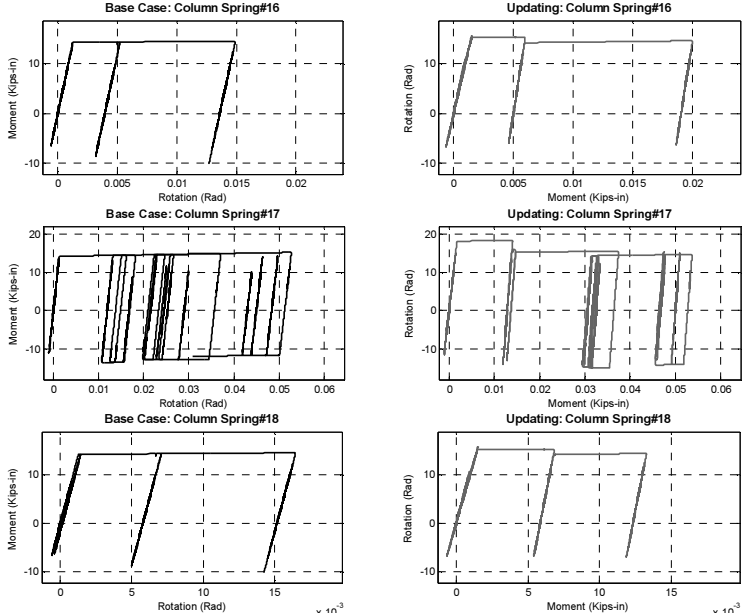 Base Case: Column Spring#16
Updating: Column Spring#16
Moment (Kips-in)
10
0
-10
0 0.005 0.01 0.015 0.02
Rotation (Rad)
Rotation (Rad)
10
0
-10
0 0.005 0.01 0.015 0.02
Moment (Kips-in)
Base Case: Column Spring#17
Updating: Column Spring#17
Moment (Kips-in)
20
10
0
-10
0 0.01 0.02 0.03 0.04 0.05 0.06
Rotation (Rad)
Rotation (Rad)
20
10
0
-10
0 0.01 0.02 0.03 0.04 0.05 0.06
Moment (Kips-in)
Base Case: Column Spring#18
Updating: Column Spring#18
Moment (Kips-in)
10
0
-10
0 5 10 15
Rotation (Rad)
x 10-3
Rotation (Rad)
10
0
-10
0 5 10 15
Moment (Kips-in)
x 10-3